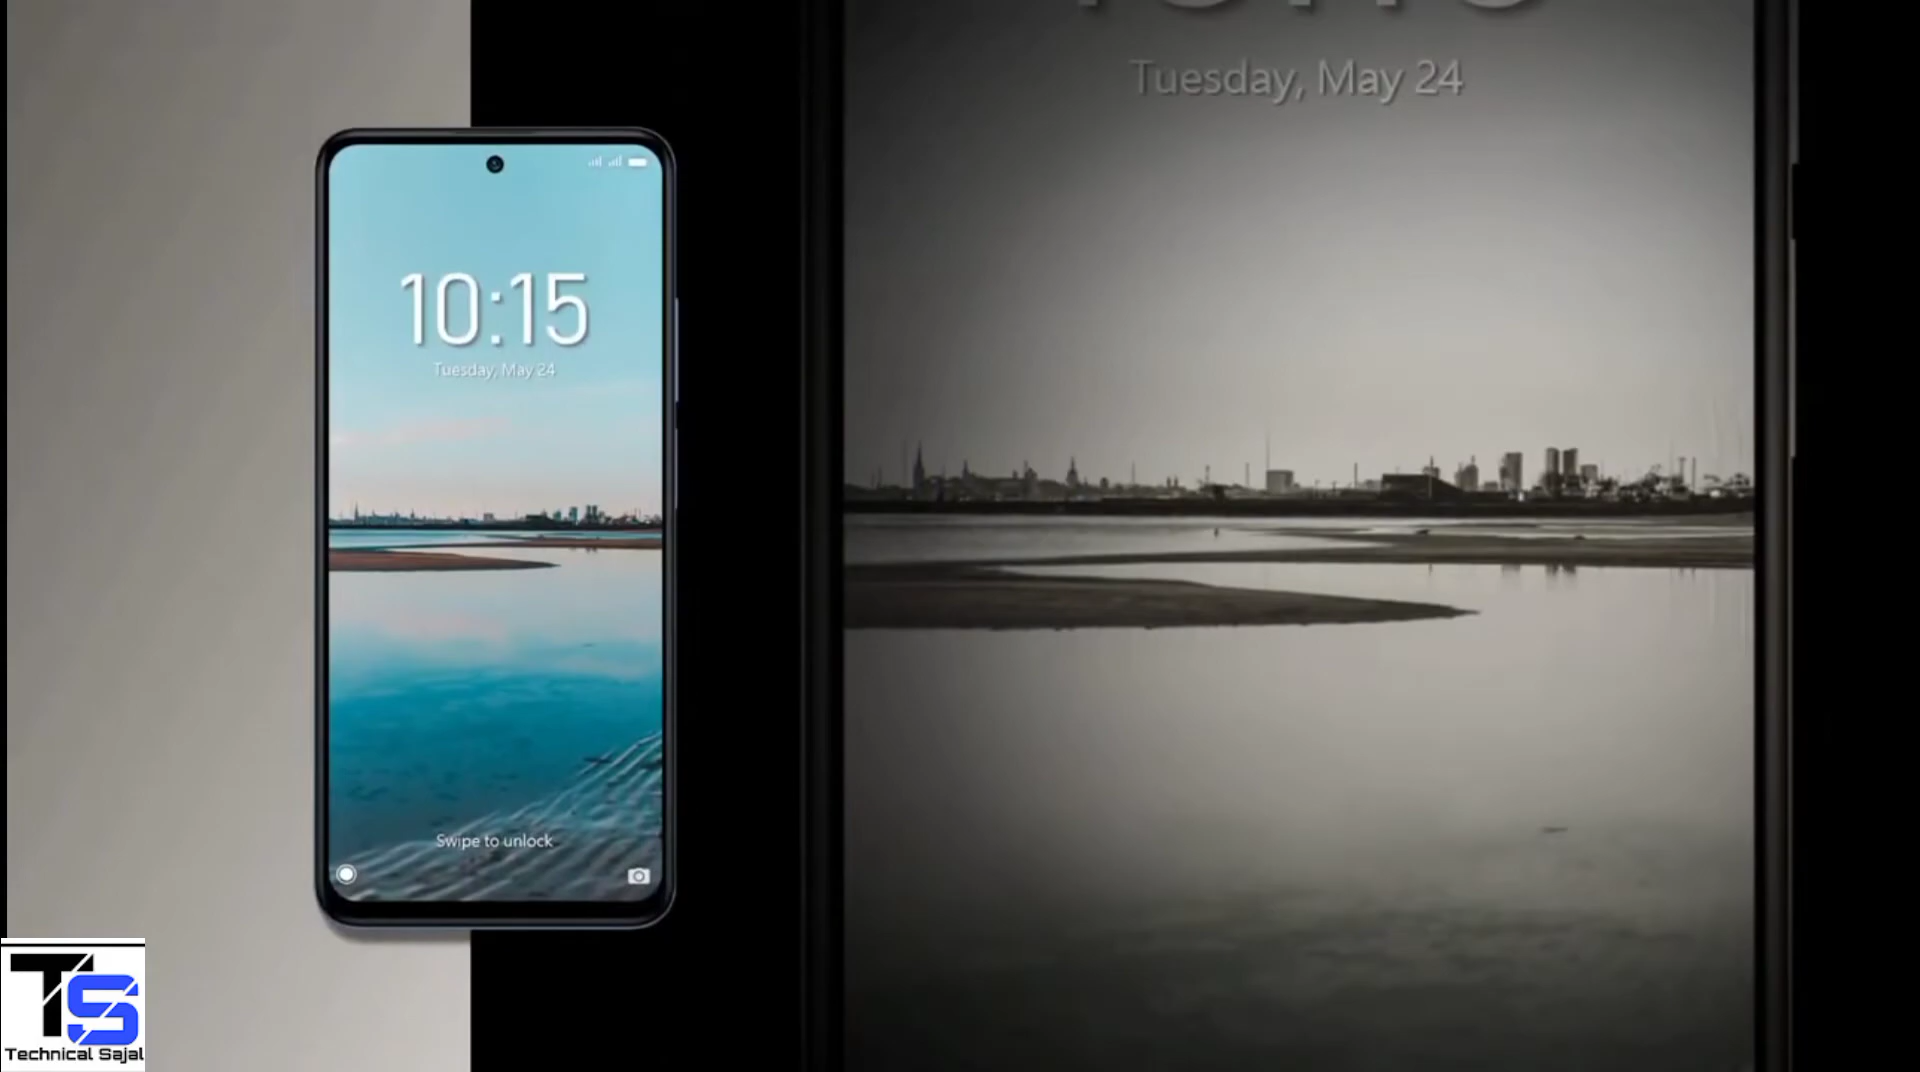 10:15
Tuesday, May 24
Swipe to unlock
Tuesday, May 24
TS
Technical Sajal